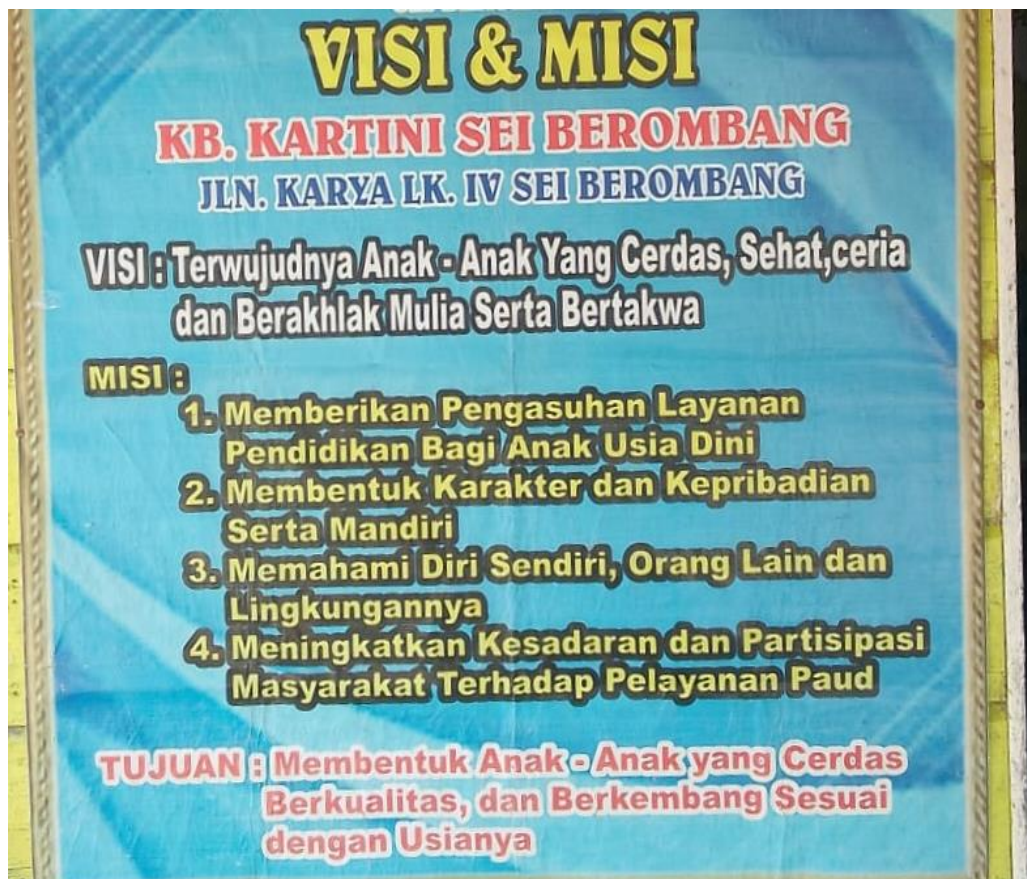 VISI & MISI
KB. KARTINI SEI BEROMBANG
JLN. KARYA LK. IV SEI BEROMBANG
VISI : Terwujudnya Anak - Anak Yang Cerdas, Sehat,ceria
dan Berakhlak Mulia Serta Bertakwa
MISI :
1. Memberikan Pengasuhan Layanan
Pendidikan Bagi Anak Usia Dini
2. Membentuk Karakter dan Kepribadian
Serta Mandiri
3. Memahami Diri Sendiri, Orang Lain dan
Lingkungannya
4. Meningkatkan Kesadaran dan Partisipasi
Masyarakat Terhadap Pelayanan Paud
TUJUAN : Membentuk Anak - Anak yang Cerdas
Berkualitas, dan Berkembang Sesuai
dengan Usianya